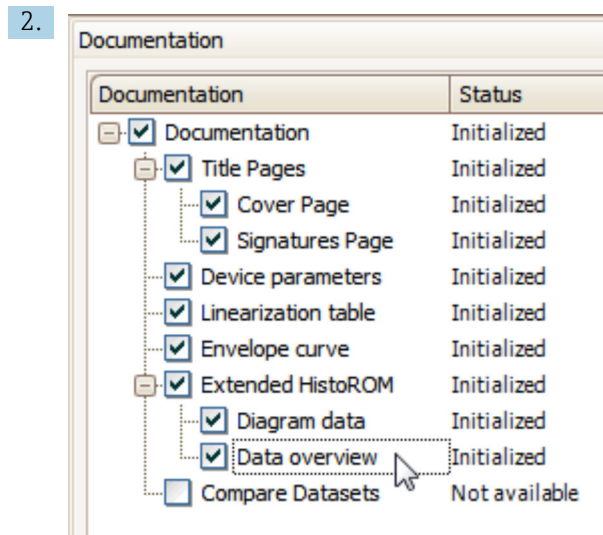 2.
Documentation
Documentation Status
Documentation Initialized
Title Pages Initialized
Cover Page Initialized
Signatures Page Initialized
Device parameters Initialized
Linearization table Initialized
Envelope curve Initialized
Extended HistoROM Initialized
Diagram data Initialized
Data overview Initialized
Compare Datasets Not available